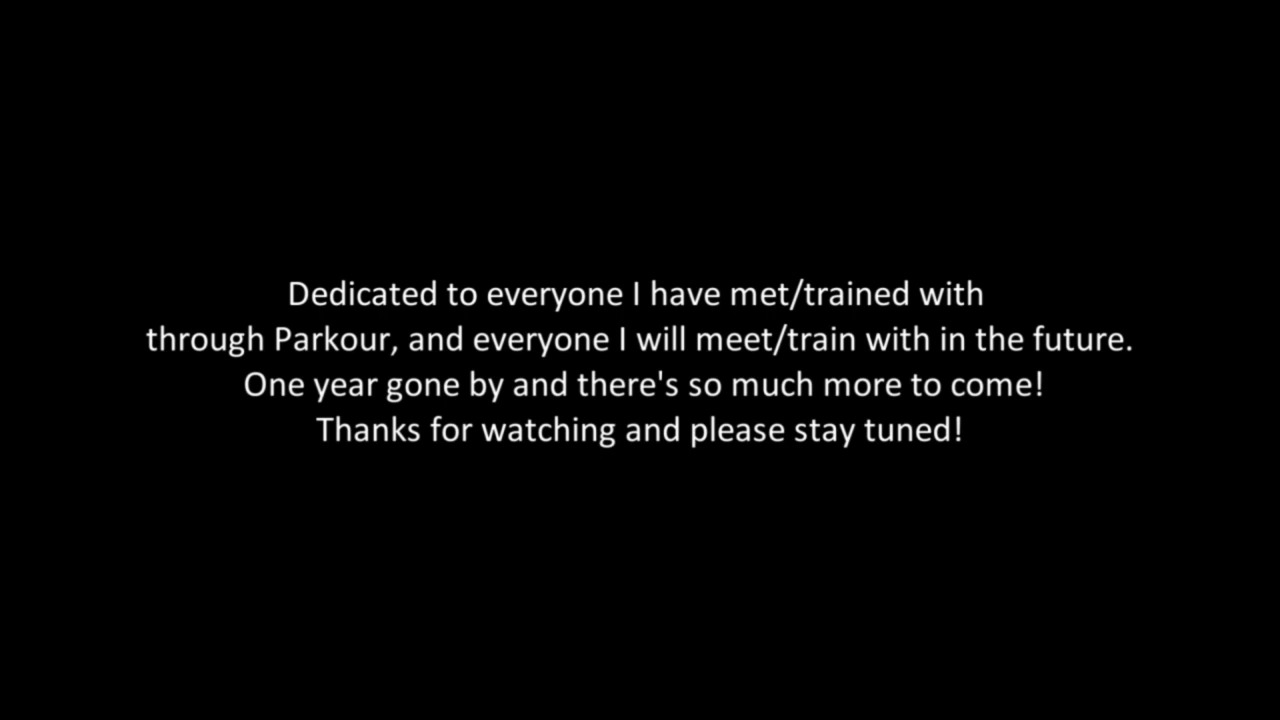 Dedicated to everyone I have met/trained with
through Parkour, and everyone I will meet/train with in the future.
One year gone by and there's so much more to come!
Thanks for watching and please stay tuned!